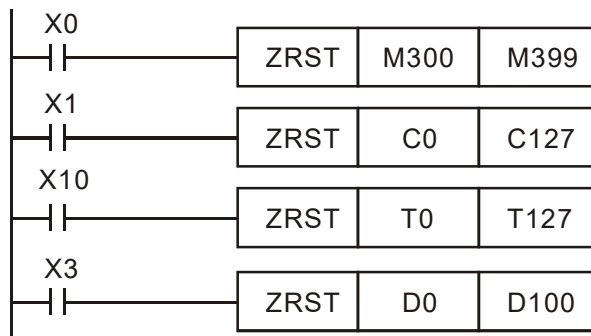 X0
ZRST M300 M399
X1
ZRST C0 C127
X10
ZRST T0 T127
X3
ZRST D0 D100